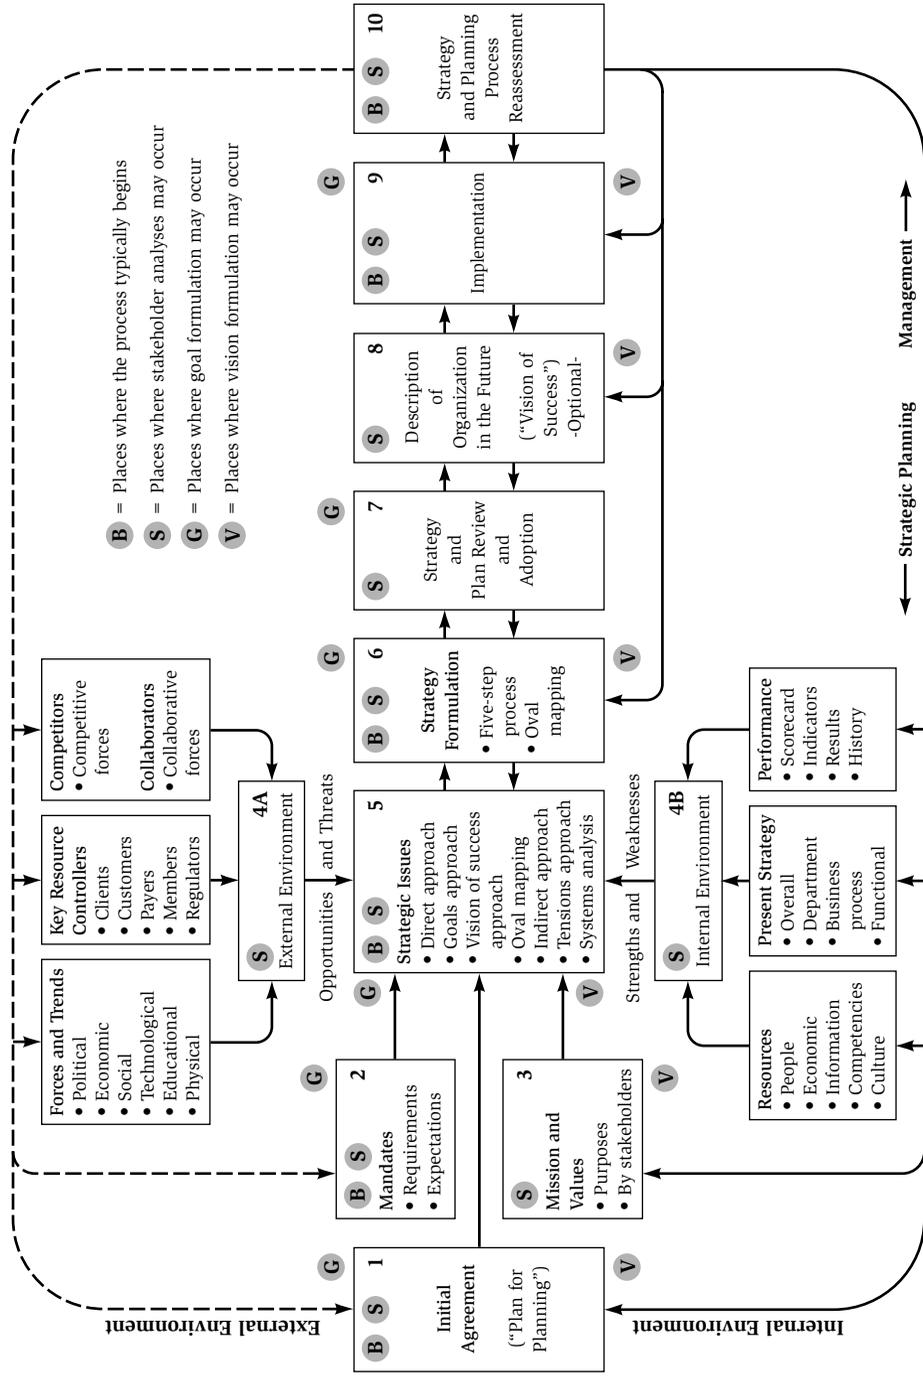 External Environment
Internal Environment
B S 1
Initial
Agreement
(“Plan for
Planning”)
G
V
B S 2
Mandates
• Requirements
• Expectations
G
S 3
Mission and
Values
• Purposes
• By stakeholders
V
Forces and Trends
• Political
• Economic
• Social
• Technological
• Educational
• Physical
Key Resource
Controllers
• Clients
• Customers
• Payers
• Members
• Regulators
Competitors
• Competitive
forces
Collaborators
• Collaborative
forces
S 4A
External Environment
Opportunities and Threats
G
B S 5
Strategic Issues
• Direct approach
• Goals approach
• Vision of success
approach
• Oval mapping
• Indirect approach
• Tensions approach
• Systems analysis
V
Strengths and Weaknesses
S 4B
Internal Environment
Resources
• People
• Economic
• Information
• Competencies
• Culture
Present Strategy
• Overall
• Department
• Business
process
• Functional
Performance
• Scorecard
• Indicators
• Results
• History
G
B S 6
Strategy
Formulation
• Five-step
process
• Oval
mapping
V
G
S 7
Strategy
and
Plan Review
and
Adoption
S 8
Description
of
Organization
in the Future
(“Vision of
Success”)
-Optional-
V
G
B S 9
Implementation
V
B S 10
Strategy
and Planning
Process
Reassessment
B = Places where the process typically begins
S = Places where stakeholder analyses may occur
G = Places where goal formulation may occur
V = Places where vision formulation may occur
Strategic Planning
Management